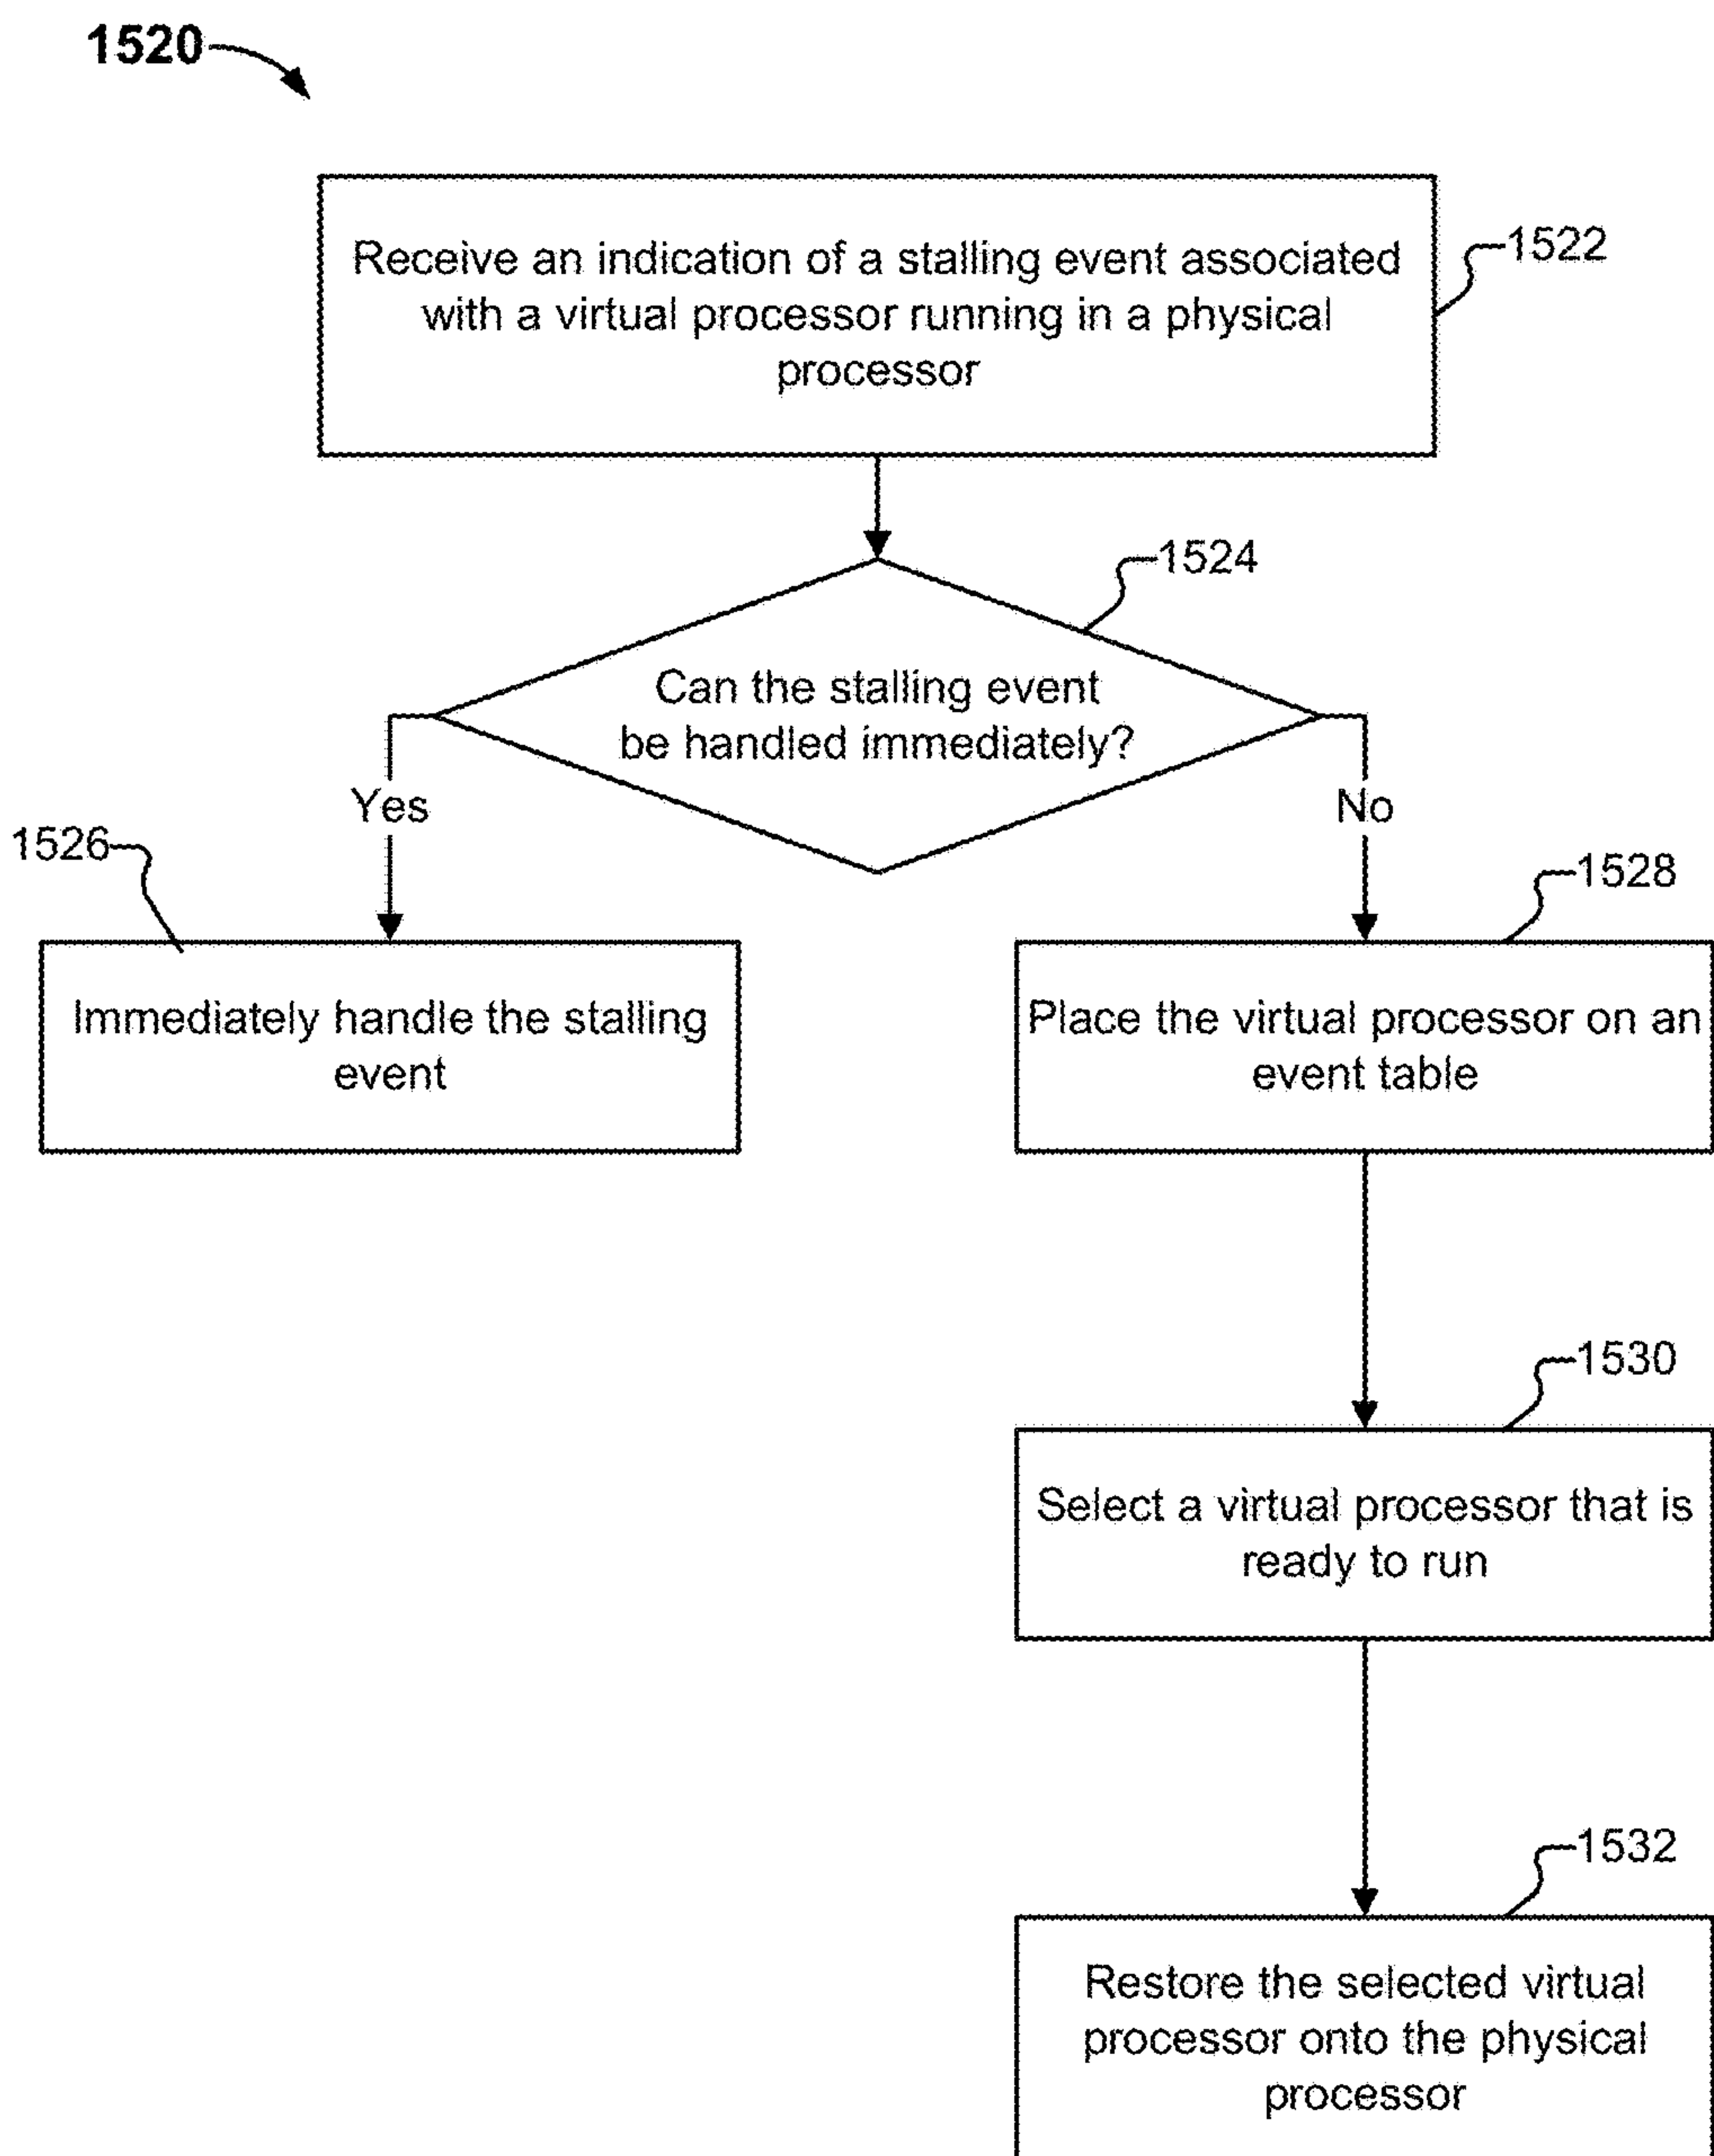 1520
Receive an indication of a stalling event associated
with a virtual processor running in a physical
processor
1522
1524
Can the stalling event
be handled immediately?
Yes
No
1526
1528
Immediately handle the stalling
event
Place the virtual processor on an
event table
1530
Select a virtual processor that is
ready to run
1532
Restore the selected virtual
processor onto the physical
processor